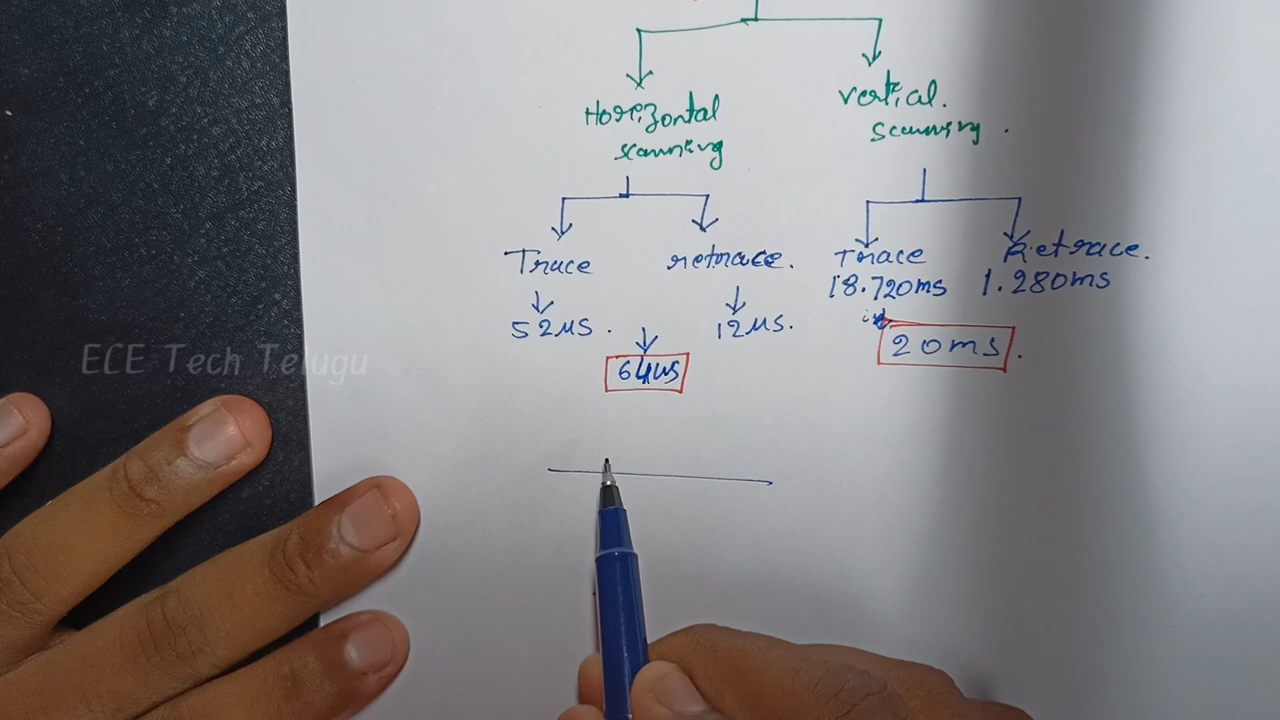 Horizontal
scanning
vertical.
scanning.
Trace
retrace.
Trace
Retrace.
18.720ms
1.280ms
52μs.
12μs.
20ms.
64μs
ECE Tech Telugu